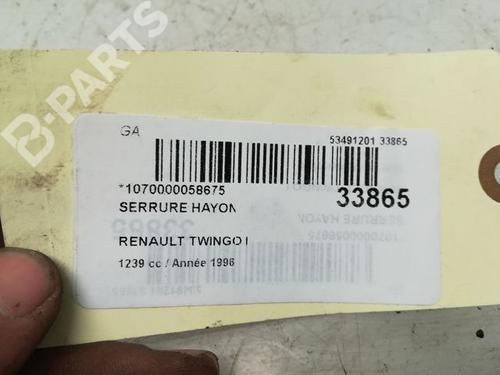 B-PARTS
GA
53491201 33865
*1070000058675
33865
SERRURE HAYON
RENAULT TWINGO I
1239 cc / Année 1996